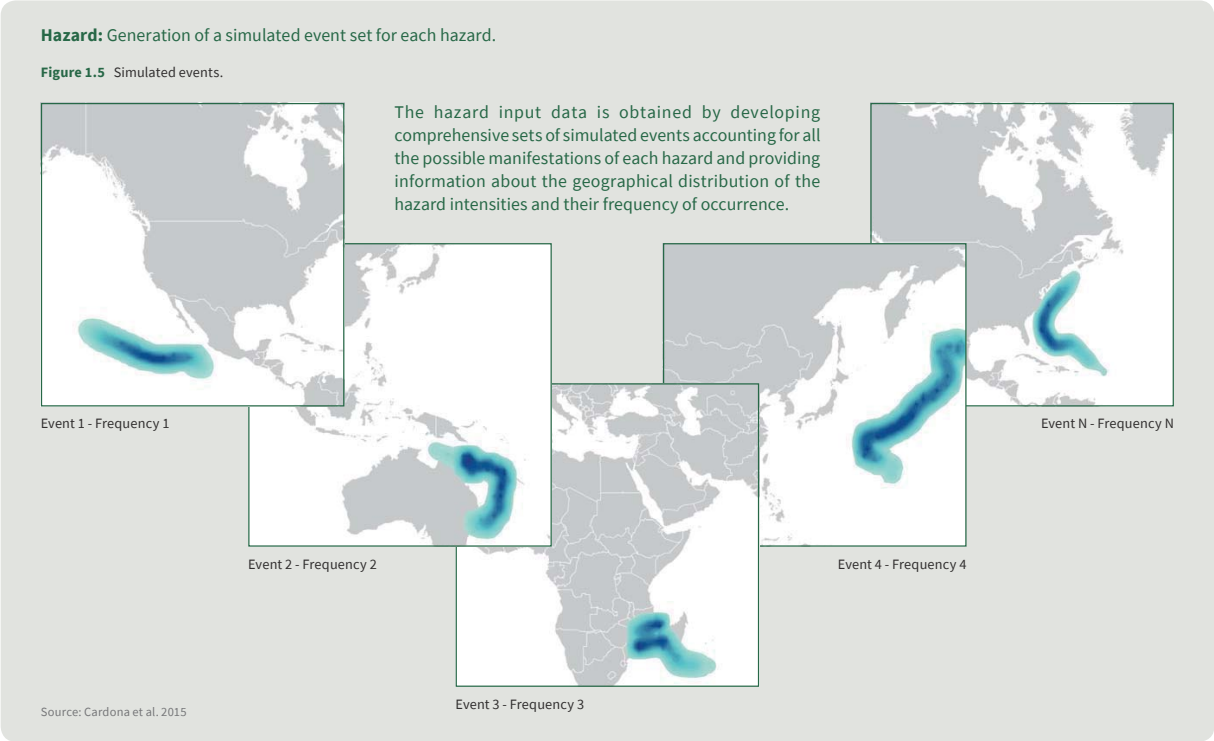 Hazard: Generation of a simulated event set for each hazard.
Figure 1.5 Simulated events.
The hazard input data is obtained by developing
comprehensive sets of simulated events accounting for all
the possible manifestations of each hazard and providing
information about the geographical distribution of the
hazard intensities and their frequency of occurrence.
Event 1 - Frequency 1
Event N - Frequency N
Event 2 - Frequency 2
Event 4 - Frequency 4
Event 3 - Frequency 3
Source: Cardona et al. 2015